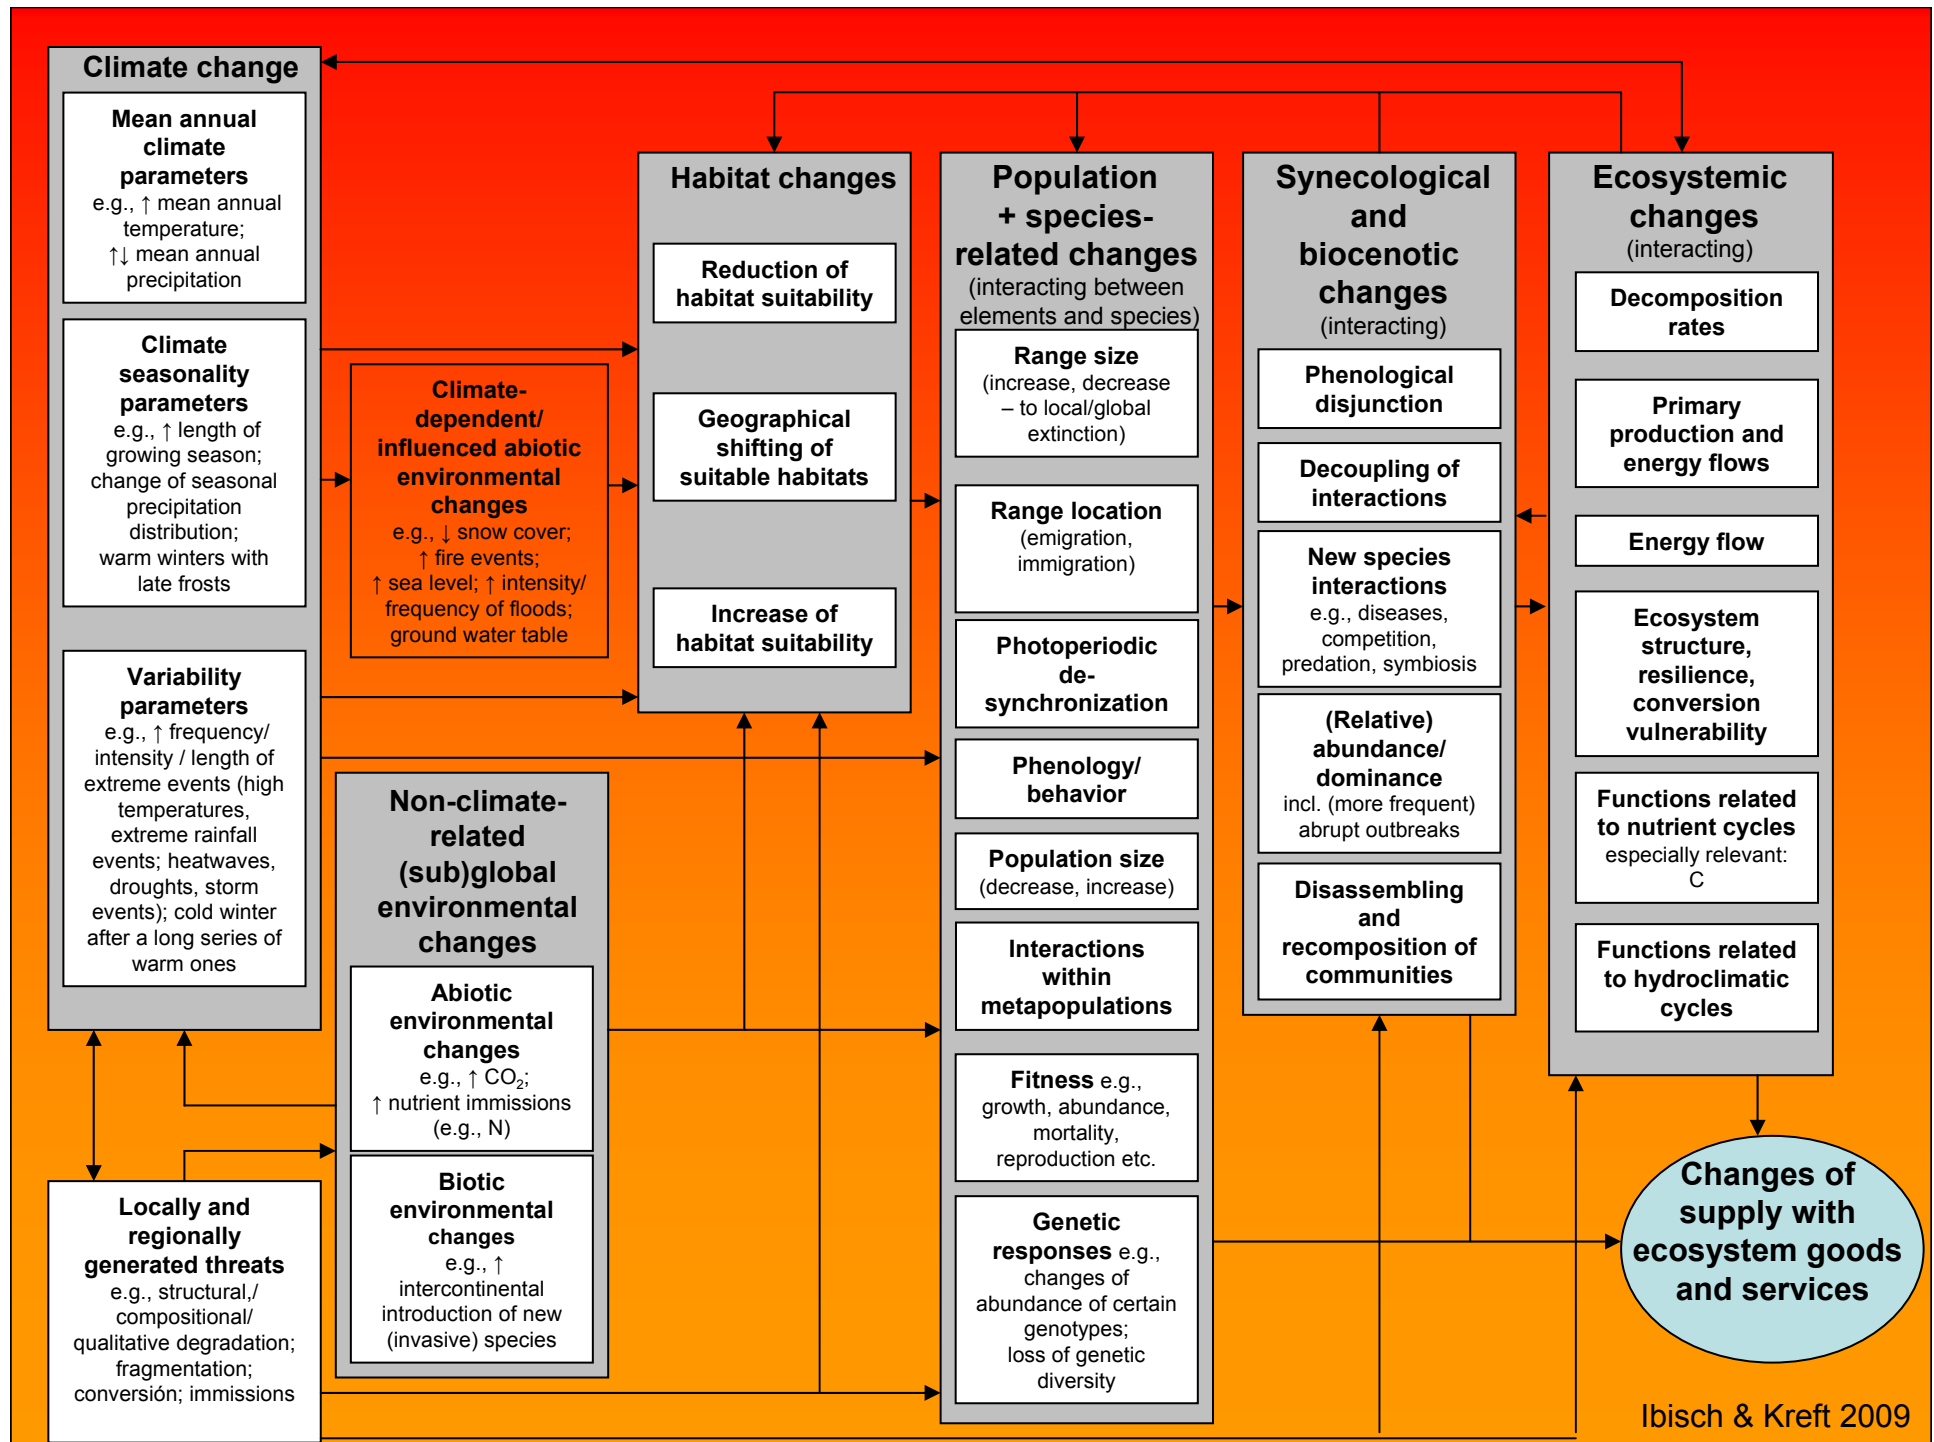 Climate change
Mean annual
climate
parameters
e.g., ↑ mean annual
temperature;
↑↓ mean annual
precipitation
Climate
seasonality
parameters
e.g., ↑ length of
growing season;
change of seasonal
precipitation
distribution;
warm winters with
late frosts
Variability
parameters
e.g., ↑ frequency/
intensity / length of
extreme events (high
temperatures,
extreme rainfall
events; heatwaves,
droughts, storm
events); cold winter
after a long series of
warm ones
Locally and
regionally
generated threats
e.g., structural,/
compositional/
qualitative degradation;
fragmentation;
conversión; immissions
Climate-
dependent/
influenced abiotic
environmental
changes
e.g., ↓ snow cover;
↑ fire events;
↑ sea level; ↑ intensity/
frequency of floods;
ground water table
Non-climate-
related
(sub)global
environmental
changes
Abiotic
environmental
changes
e.g., ↑ CO₂;
↑ nutrient immissions
(e.g., N)
Biotic
environmental
changes
e.g., ↑
intercontinental
introduction of new
(invasive) species
Habitat changes
Reduction of
habitat suitability
Geographical
shifting of
suitable habitats
Increase of
habitat suitability
Population
+ species-
related changes
(interacting between
elements and species)
Range size
(increase, decrease
– to local/global
extinction)
Range location
(emigration,
immigration)
Photoperiodic
de-
synchronization
Phenology/
behavior
Population size
(decrease, increase)
Interactions
within
metapopulations
Fitness e.g.,
growth, abundance,
mortality,
reproduction etc.
Genetic
responses e.g.,
changes of
abundance of certain
genotypes;
loss of genetic
diversity
Synecological
and
biocenotic
changes
(interacting)
Phenological
disjunction
Decoupling of
interactions
New species
interactions
e.g., diseases,
competition,
predation, symbiosis
(Relative)
abundance/
dominance
incl. (more frequent)
abrupt outbreaks
Disassembling
and
recomposition of
communities
Ecosystemic
changes
(interacting)
Decomposition
rates
Primary
production and
energy flows
Energy flow
Ecosystem
structure,
resilience,
conversion
vulnerability
Functions related
to nutrient cycles
especially relevant:
C
Functions related
to hydroclimatic
cycles
Changes of
supply with
ecosystem goods
and services
Ibisch & Kreft 2009